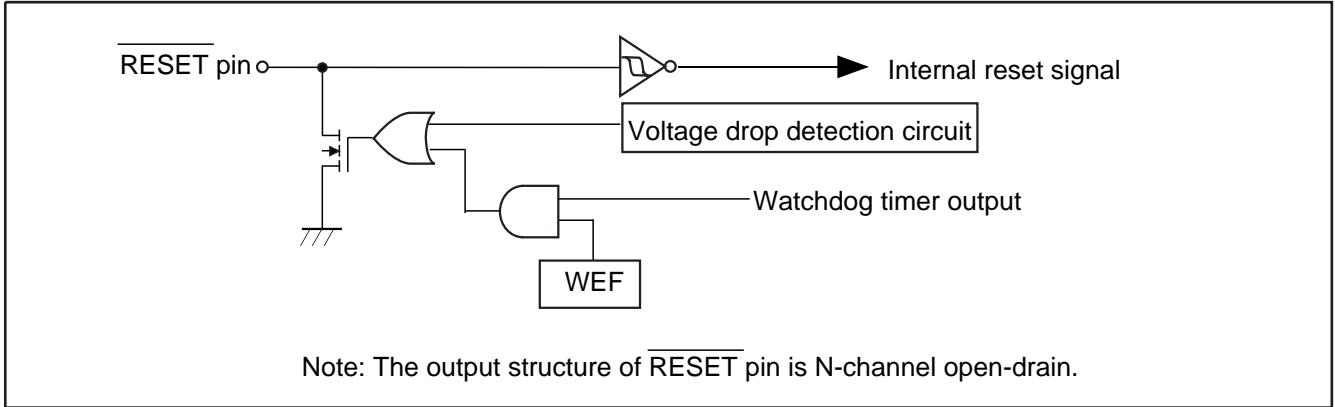 RESET pin
Internal reset signal
Voltage drop detection circuit
Watchdog timer output
WEF
Note: The output structure of RESET pin is N-channel open-drain.